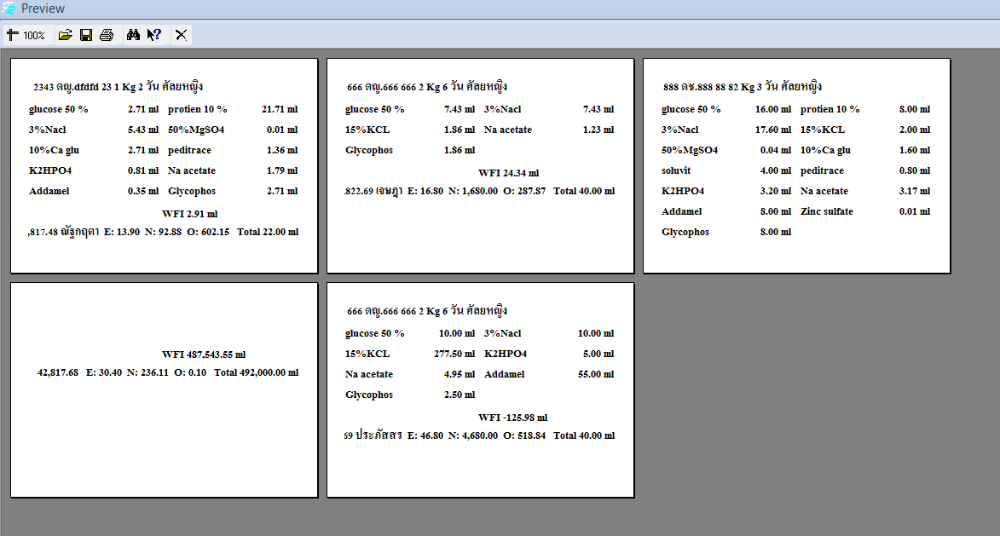 Preview
100%
2343 ดญ.dfdfd 23 1 Kg 2 วัน ศัลยหญิง
glucose 50 % 2.71 ml protien 10 % 21.71 ml
3%Nacl 5.43 ml 50%MgSO4 0.01 ml
10%Ca glu 2.71 ml peditrace 1.36 ml
K2HPO4 0.81 ml Na acetate 1.79 ml
Addamel 0.35 ml Glycophos 2.71 ml
WFI 2.91 ml
,817.48 ณัฐกฤตา E: 13.90 N: 92.88 O: 602.15 Total 22.00 ml
666 ดญ.666 666 2 Kg 6 วัน ศัลยหญิง
glucose 50 % 7.43 ml 3%Nacl 7.43 ml
15%KCL 1.86 ml Na acetate 1.23 ml
Glycophos 1.86 ml
WFI 24.34 ml
,822.69 เจษฎา E: 16.80 N: 1,680.00 O: 287.87 Total 40.00 ml
888 ดช.888 88 82 Kg 3 วัน ศัลยหญิง
glucose 50 % 16.00 ml protien 10 % 8.00 ml
3%Nacl 17.60 ml 15%KCL 2.00 ml
50%MgSO4 0.04 ml 10%Ca glu 1.60 ml
soluvit 4.00 ml peditrace 0.80 ml
K2HPO4 3.20 ml Na acetate 3.17 ml
Addamel 8.00 ml Zinc sulfate 0.01 ml
Glycophos 8.00 ml
WFI 487,543.55 ml
42,817.68 E: 30.40 N: 236.11 O: 0.10 Total 492,000.00 ml
666 ดญ.666 666 2 Kg 6 วัน ศัลยหญิง
glucose 50 % 10.00 ml 3%Nacl 10.00 ml
15%KCL 277.50 ml K2HPO4 5.00 ml
Na acetate 4.95 ml Addamel 55.00 ml
Glycophos 2.50 ml
WFI -125.98 ml
69 ประภัสสร E: 46.80 N: 4,680.00 O: 518.84 Total 40.00 ml